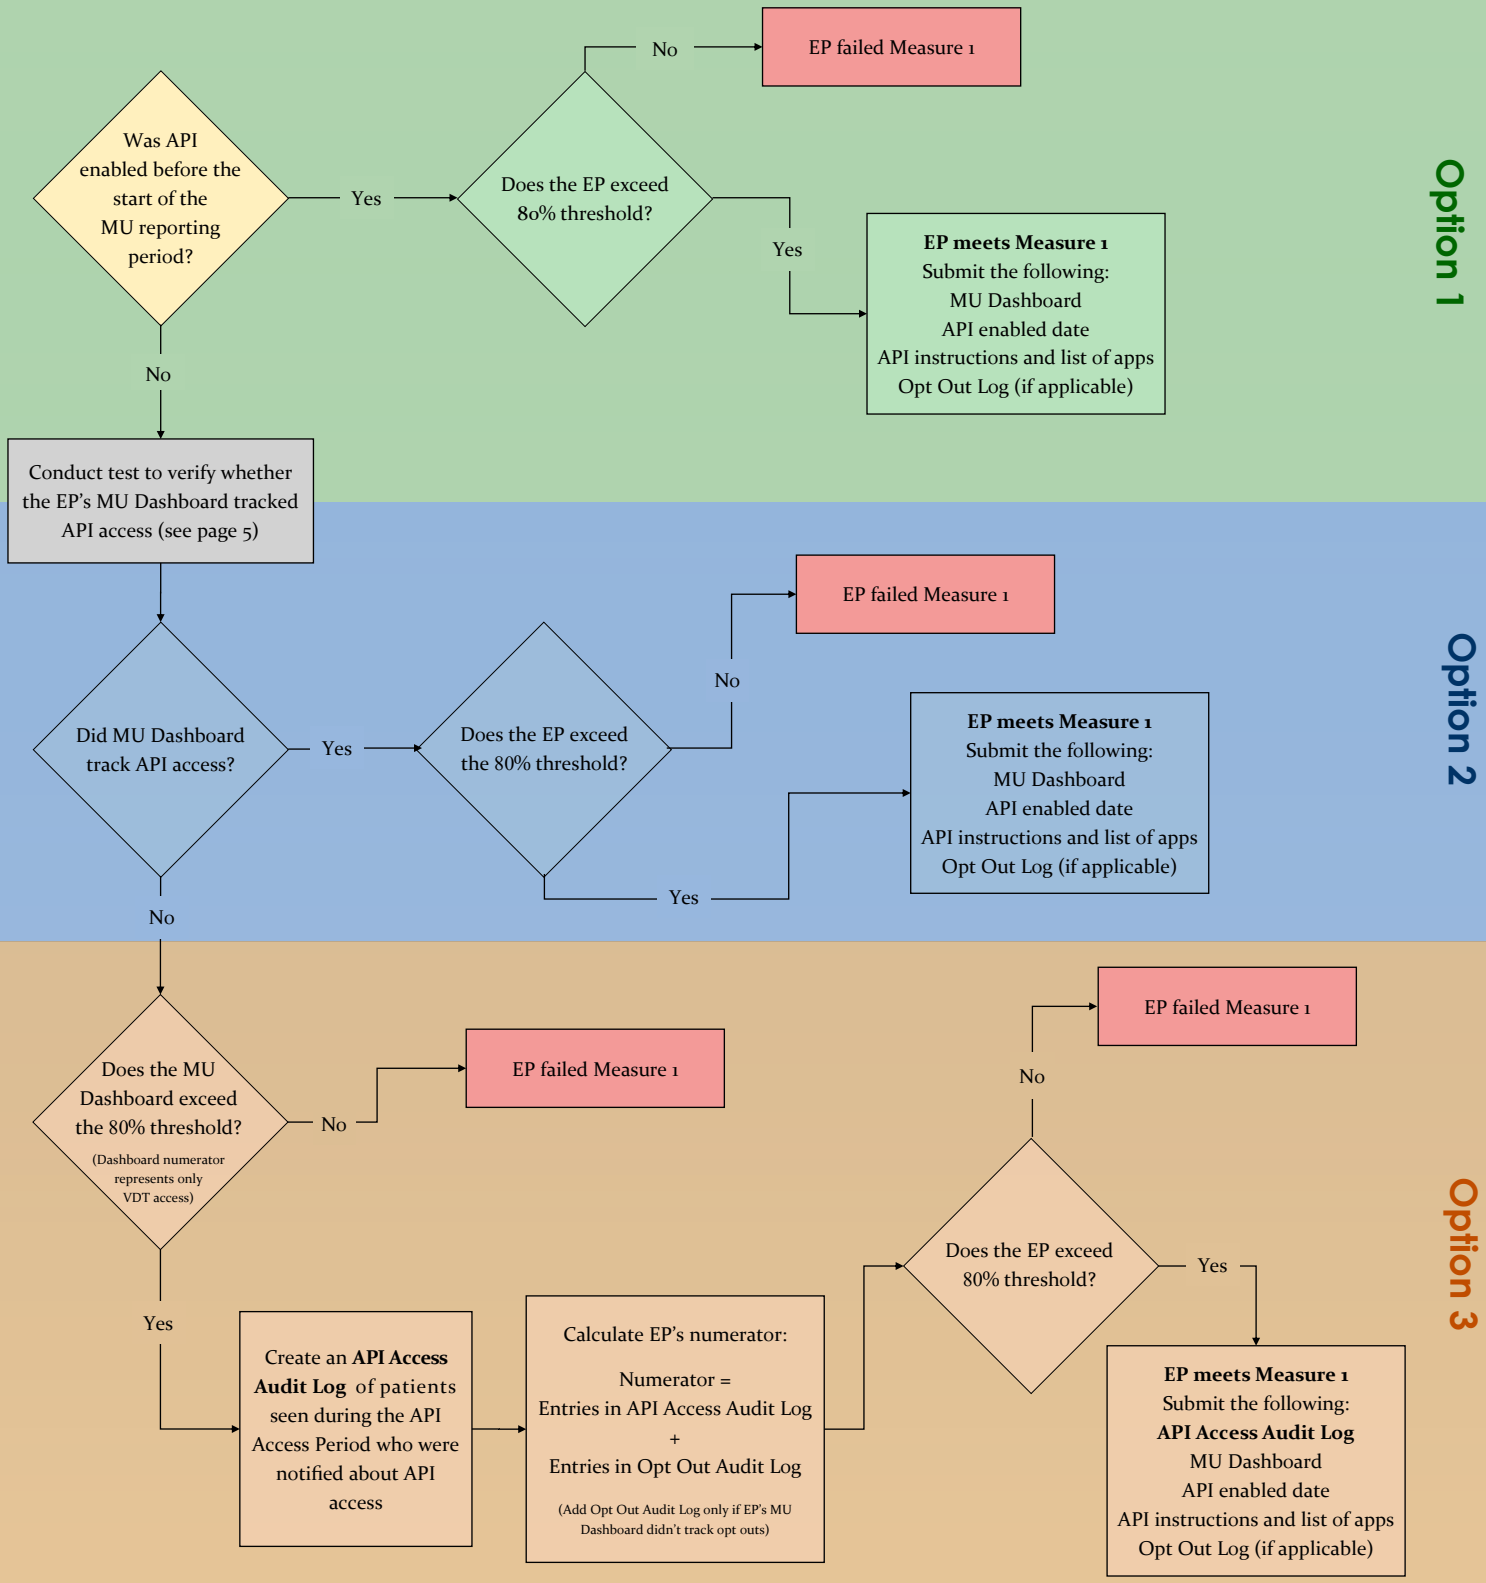 No
EP failed Measure 1
Was API
enabled before the
start of the
MU reporting
period?
Yes
Does the EP exceed
80% threshold?
Yes
EP meets Measure 1
Submit the following:
MU Dashboard
API enabled date
API instructions and list of apps
Opt Out Log (if applicable)
Option 1
No
Conduct test to verify whether
the EP's MU Dashboard tracked
API access (see page 5)
EP failed Measure 1
No
Did MU Dashboard
track API access?
Yes
Does the EP exceed
the 80% threshold?
EP meets Measure 1
Submit the following:
MU Dashboard
API enabled date
API instructions and list of apps
Opt Out Log (if applicable)
Yes
Option 2
No
Does the MU
Dashboard exceed
the 80% threshold?
(Dashboard numerator
represents only
VDT access)
No
EP failed Measure 1
EP failed Measure 1
No
Yes
Create an API Access
Audit Log of patients
seen during the API
Access Period who were
notified about API
access
Calculate EP's numerator:
Numerator =
Entries in API Access Audit Log
+
Entries in Opt Out Audit Log
(Add Opt Out Audit Log only if EP's MU
Dashboard didn't track opt outs)
Does the EP exceed
80% threshold?
Yes
EP meets Measure 1
Submit the following:
API Access Audit Log
MU Dashboard
API enabled date
API instructions and list of apps
Opt Out Log (if applicable)
Option 3